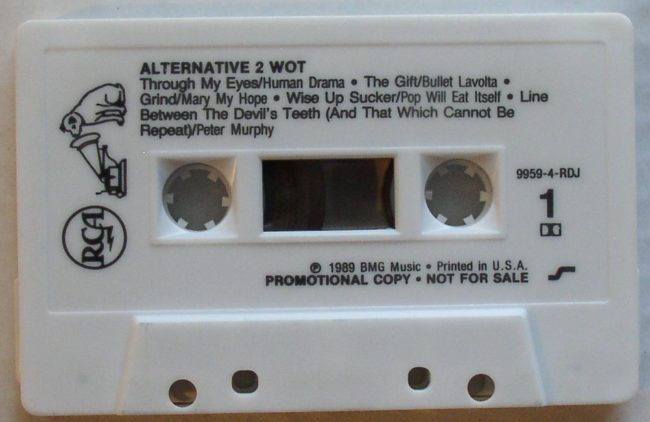 ALTERNATIVE 2 WOT
Through My Eyes/Human Drama • The Gift/Bullet Lavolta •
Grind/Mary My Hope • Wise Up Sucker/Pop Will Eat Itself • Line
Between The Devil's Teeth (And That Which Cannot Be
Repeat)/Peter Murphy
9959-4-RDJ
1
RCA
℗ 1989 BMG Music • Printed in U.S.A.
PROMOTIONAL COPY • NOT FOR SALE